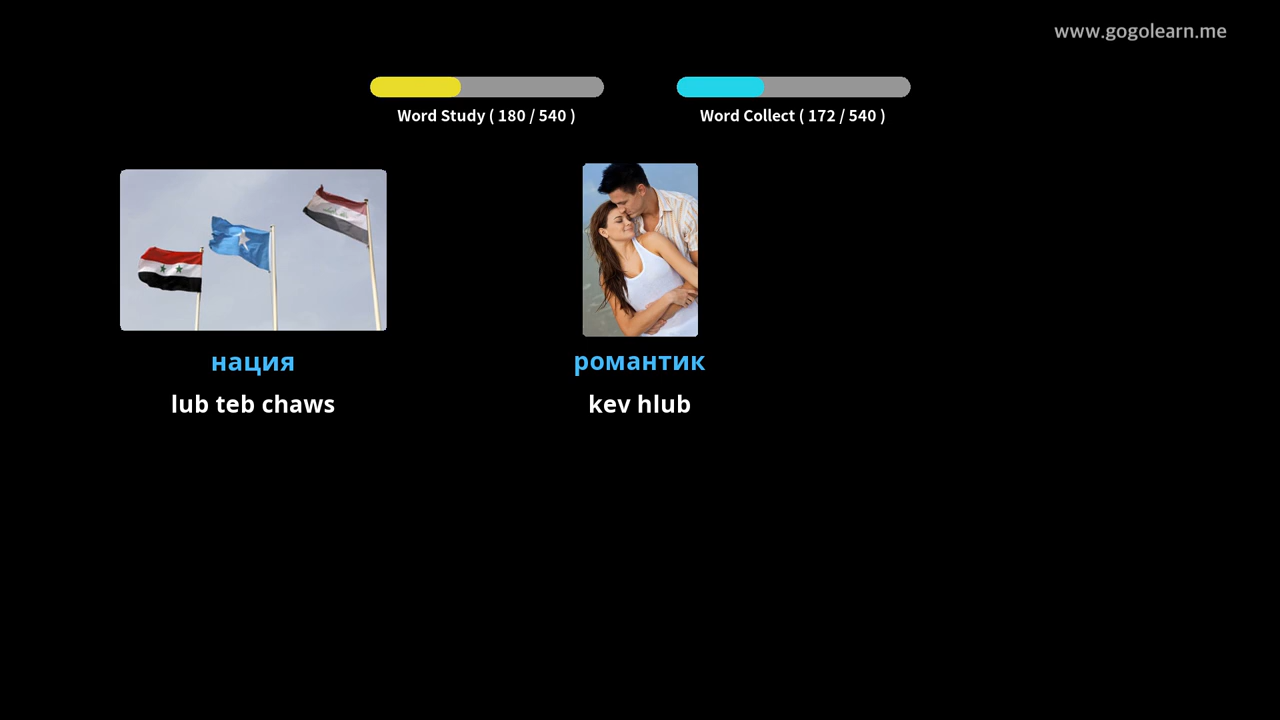 www.gogolearn.me
Word Study ( 180 / 540 )
Word Collect ( 172 / 540 )
нация
романтик
lub teb chaws
kev hlub